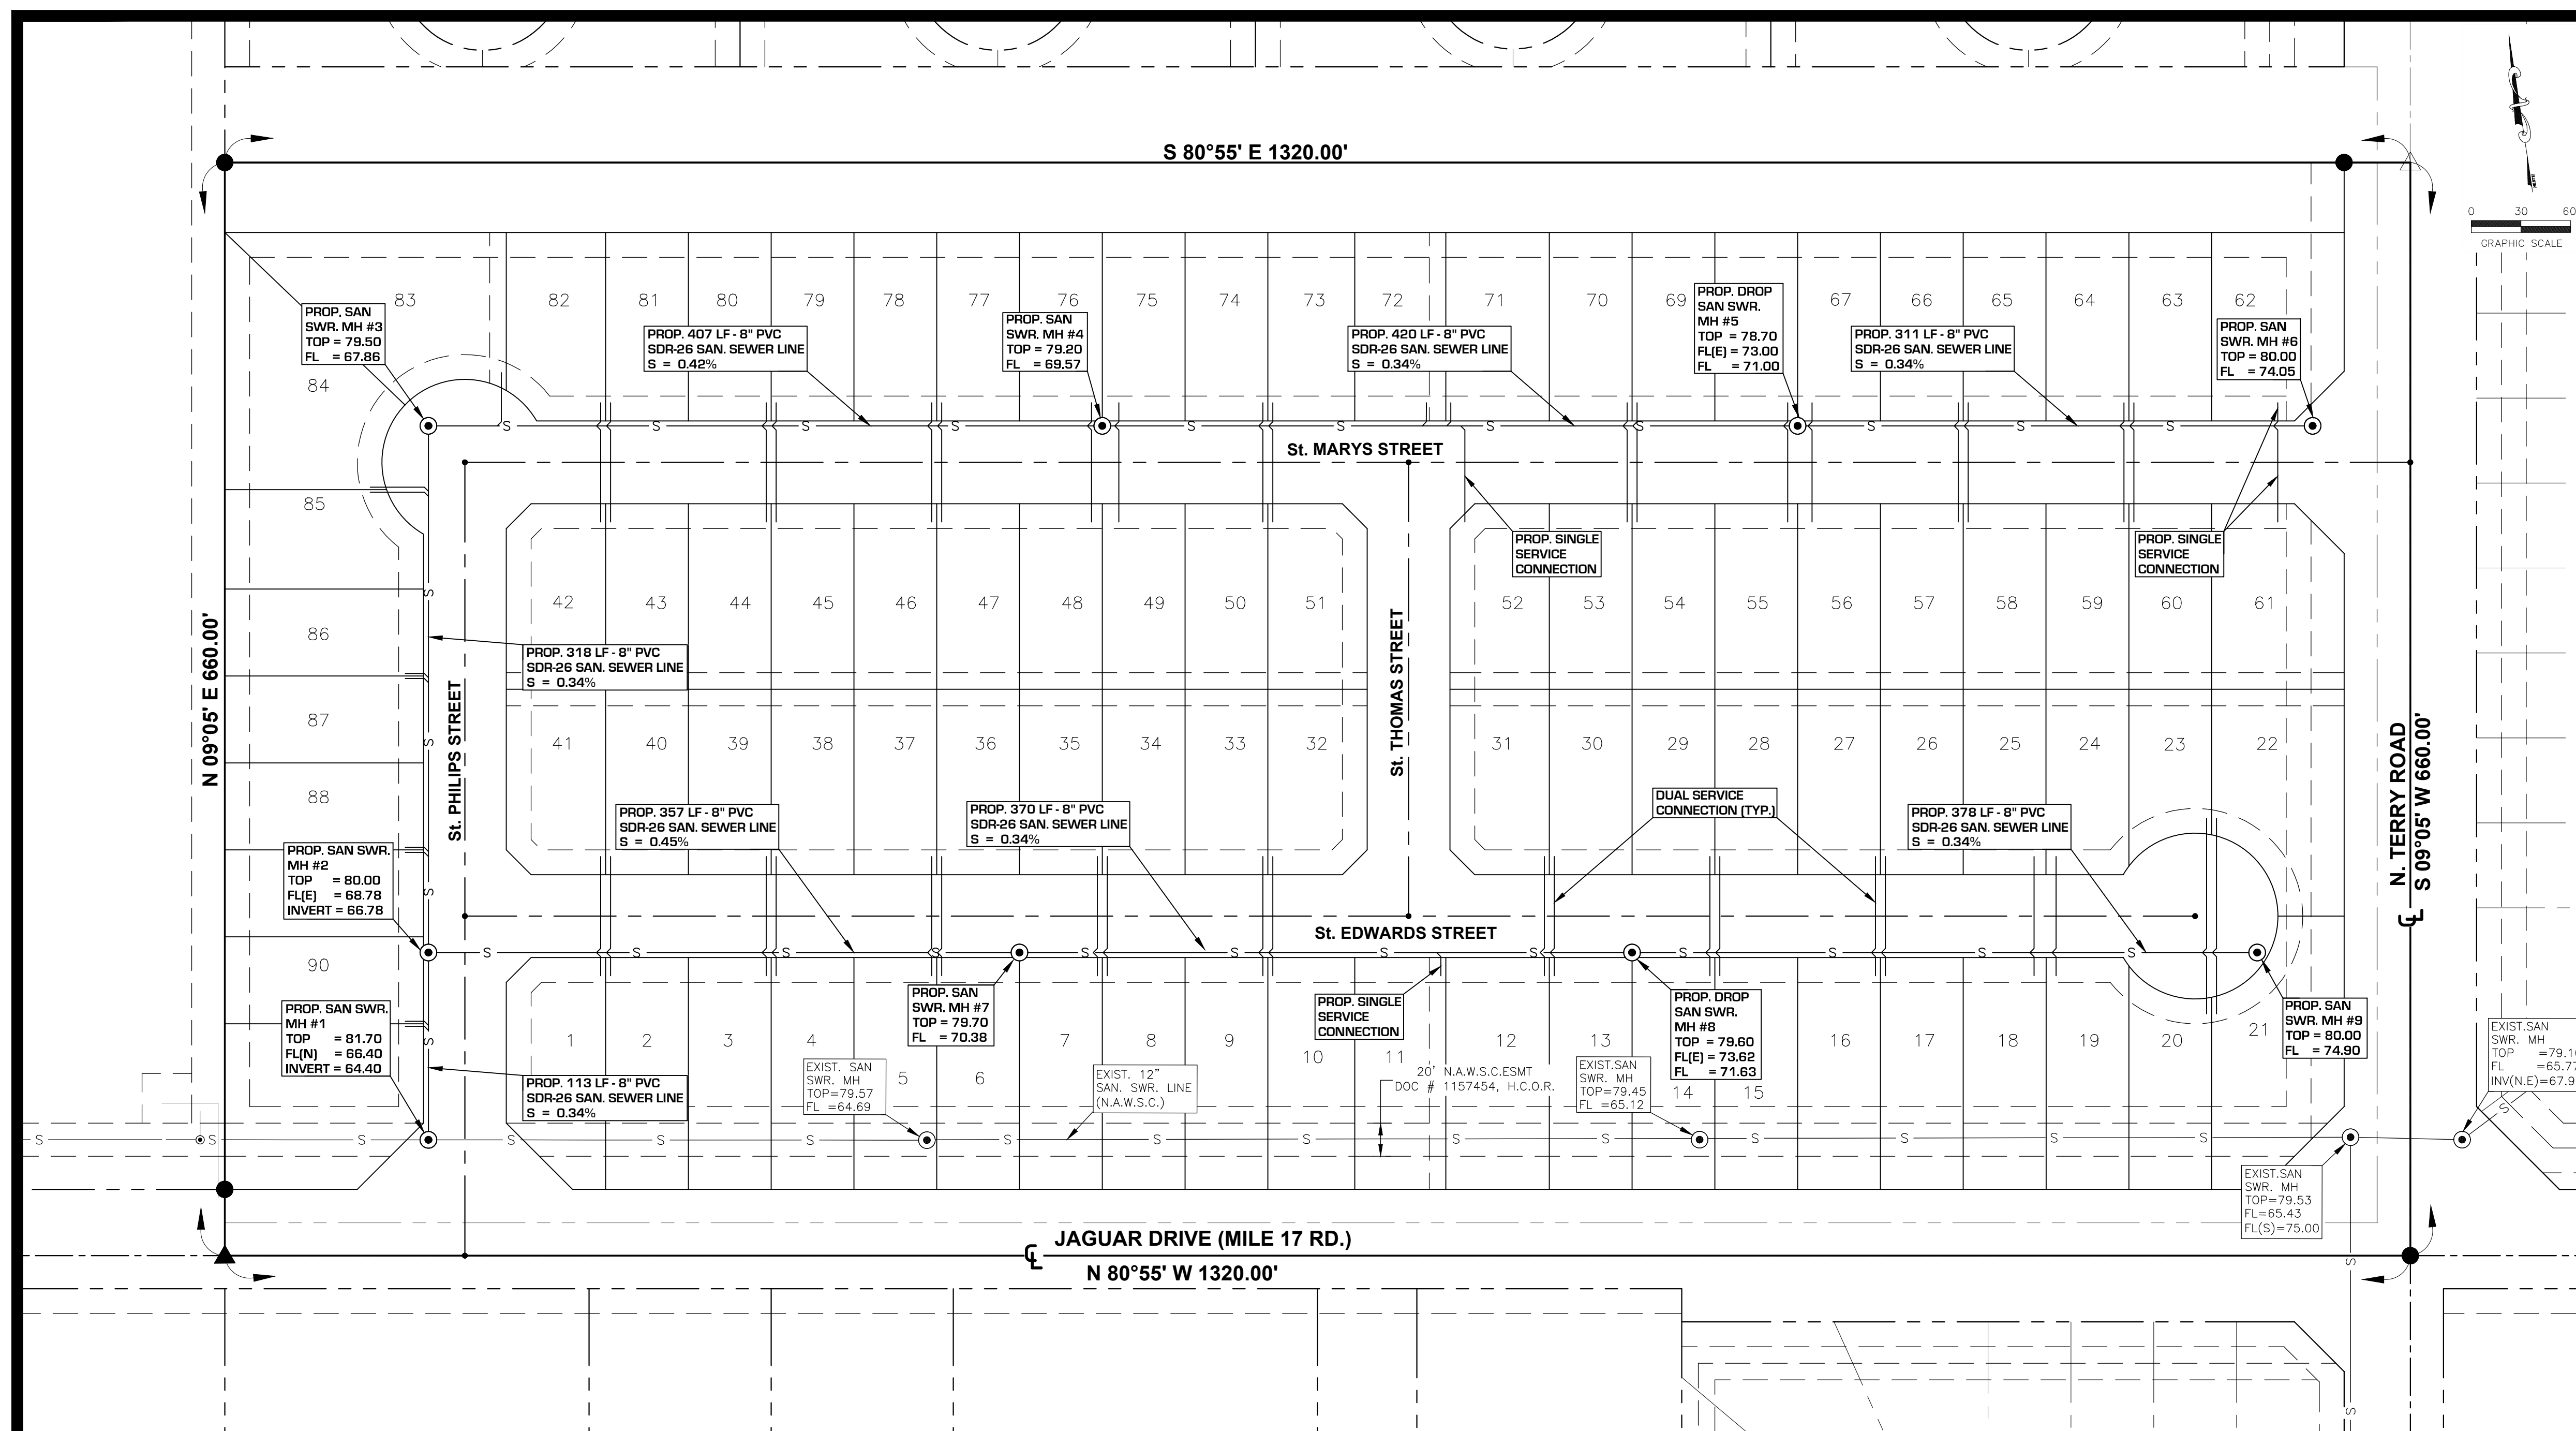 S 80°55' E 1320.00'
0 30 60
GRAPHIC SCALE
83
82
81
80
79
78
77
76
75
74
73
72
71
70
69
67
66
65
64
63
62
PROP. SAN
SWR. MH #3
TOP = 79.50
FL = 67.86
PROP. 407 LF - 8" PVC
SDR-26 SAN. SEWER LINE
S = 0.42%
PROP. SAN
SWR. MH #4
TOP = 79.20
FL = 69.57
PROP. 420 LF - 8" PVC
SDR-26 SAN. SEWER LINE
S = 0.34%
PROP. DROP
SAN SWR.
MH #5
TOP = 78.70
FL(E) = 73.00
FL = 71.00
PROP. 311 LF - 8" PVC
SDR-26 SAN. SEWER LINE
S = 0.34%
PROP. SAN
SWR. MH #6
TOP = 80.00
FL = 74.05
84
S S S S S S S S S S S
St. MARYS STREET
85
PROP. SINGLE
SERVICE
CONNECTION
PROP. SINGLE
SERVICE
CONNECTION
42
43
44
45
46
47
48
49
50
51
52
53
54
55
56
57
58
59
60
61
86
N 09°05' E 660.00'
PROP. 318 LF - 8" PVC
SDR-26 SAN. SEWER LINE
S = 0.34%
St. PHILIPS STREET
St. THOMAS STREET
N. TERRY ROAD
S 09°05' W 660.00'
87
41
40
39
38
37
36
35
34
33
32
31
30
29
28
27
26
25
24
23
22
88
PROP. 357 LF - 8" PVC
SDR-26 SAN. SEWER LINE
S = 0.45%
PROP. 370 LF - 8" PVC
SDR-26 SAN. SEWER LINE
S = 0.34%
DUAL SERVICE
CONNECTION (TYP.)
PROP. 378 LF - 8" PVC
SDR-26 SAN. SEWER LINE
S = 0.34%
PROP. SAN SWR.
MH #2
TOP = 80.00
FL(E) = 68.78
INVERT = 66.78
St. EDWARDS STREET
S S S S S S S S S S S S
90
PROP. SAN SWR.
MH #1
TOP = 81.70
FL(N) = 66.40
INVERT = 64.40
PROP. SAN
SWR. MH #7
TOP = 79.70
FL = 70.38
PROP. SINGLE
SERVICE
CONNECTION
PROP. DROP
SAN SWR.
MH #8
TOP = 79.60
FL(E) = 73.62
FL = 71.63
PROP. SAN
SWR. MH #9
TOP = 80.00
FL = 74.90
1
2
3
4
5
6
7
8
9
10
11
12
13
14
15
16
17
18
19
20
21
PROP. 113 LF - 8" PVC
SDR-26 SAN. SEWER LINE
S = 0.34%
EXIST. SAN
SWR. MH
TOP=79.57
FL =64.69
EXIST. 12"
SAN. SWR. LINE
(N.A.W.S.C.)
20' N.A.W.S.C.ESMT
DOC # 1157454, H.C.O.R.
EXIST.SAN
SWR. MH
TOP=79.45
FL =65.12
EXIST.SAN
SWR. MH
TOP =79.1
FL =65.77
INV(N.E)=67.9
EXIST.SAN
SWR. MH
TOP=79.53
FL=65.43
FL(S)=75.00
JAGUAR DRIVE (MILE 17 RD.)
N 80°55' W 1320.00'